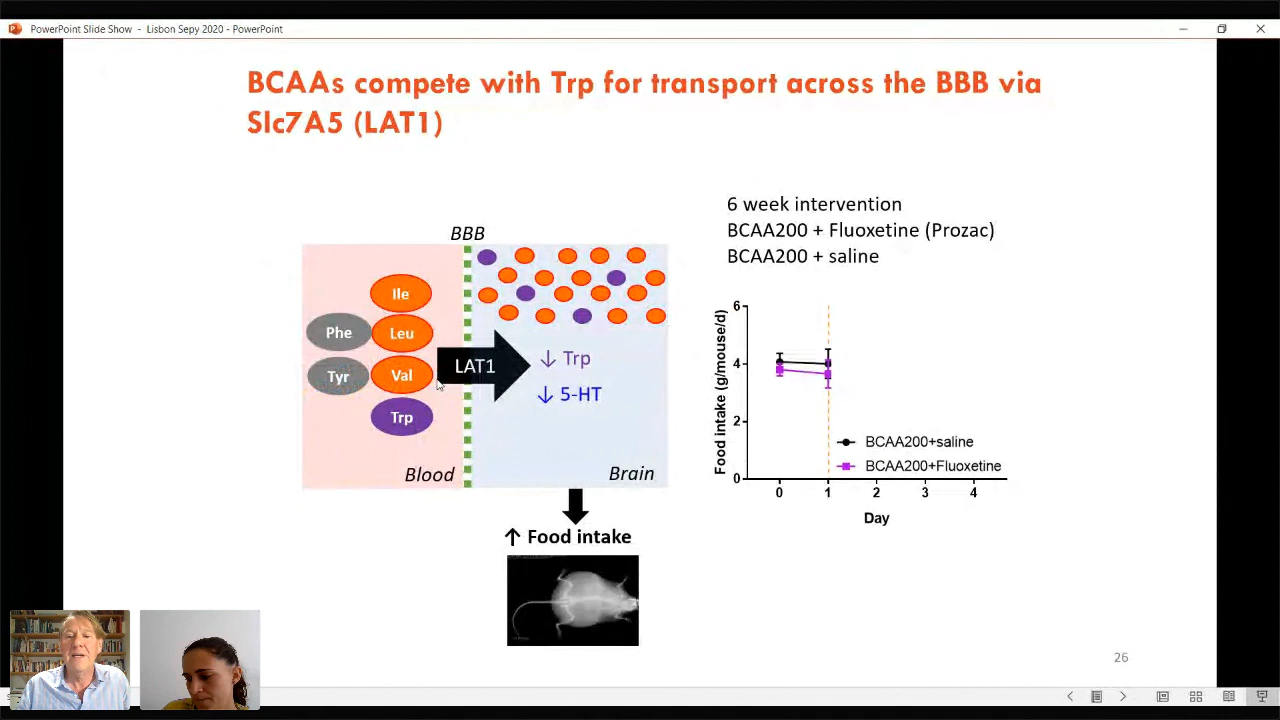 PowerPoint Slide Show - Lisbon Sepy 2020 - PowerPoint
BCAAs compete with Trp for transport across the BBB via
Slc7A5 (LAT1)
6 week intervention
BCAA200 + Fluoxetine (Prozac)
BCAA200 + saline
BBB
Ile
Phe
Leu
Tyr
Val
Trp
LAT1
↓ Trp
↓ 5-HT
Blood
Brain
↑ Food intake
Food intake (g/mouse/d)
6
4
2
0
BCAA200+saline
BCAA200+Fluoxetine
0 1 2 3 4
Day
26